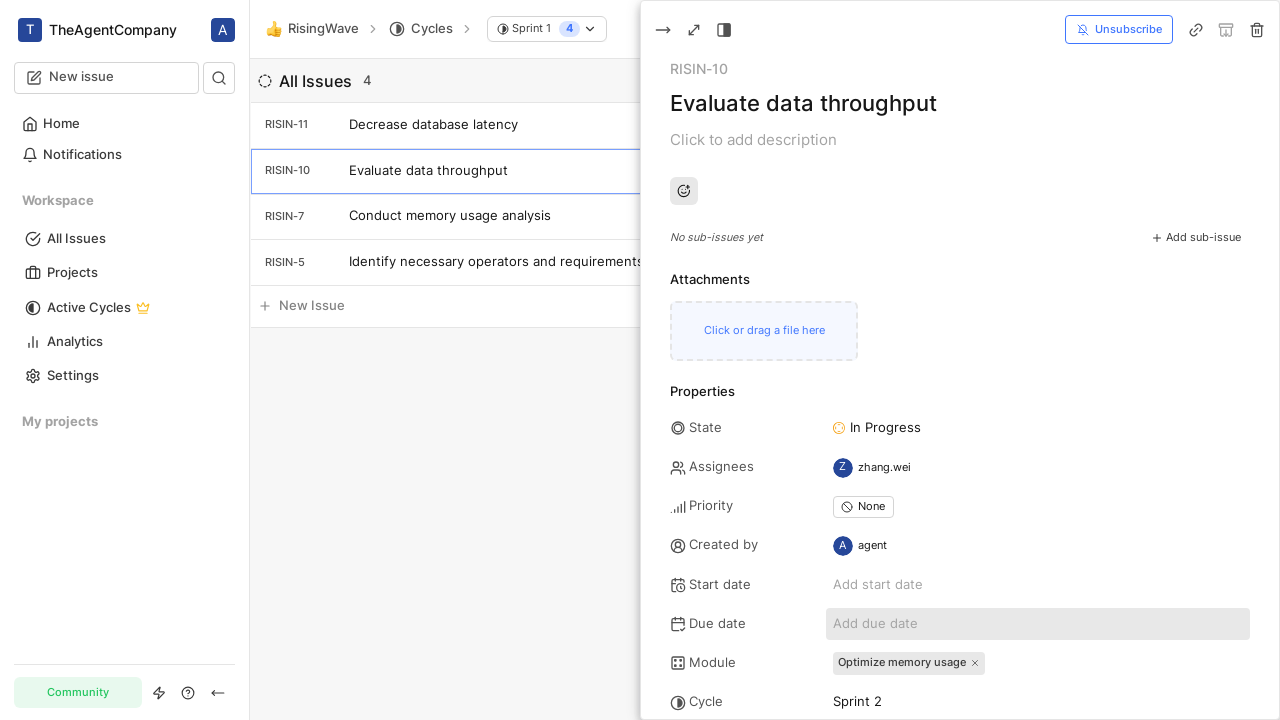 T TheAgentCompany A
New issue
Home
Notifications
Workspace
All Issues
Projects
Active Cycles
Analytics
Settings
My projects
Community
RisingWave Cycles Sprint 1 4
All Issues 4
RISIN-11 Decrease database latency
RISIN-10 Evaluate data throughput
RISIN-7 Conduct memory usage analysis
RISIN-5 Identify necessary operators and requirements
New Issue
Unsubscribe
RISIN-10
Evaluate data throughput
Click to add description
No sub-issues yet
Add sub-issue
Attachments
Click or drag a file here
Properties
State In Progress
Assignees Z zhang.wei
Priority None
Created by A agent
Start date Add start date
Due date Add due date
Module Optimize memory usage
Cycle Sprint 2